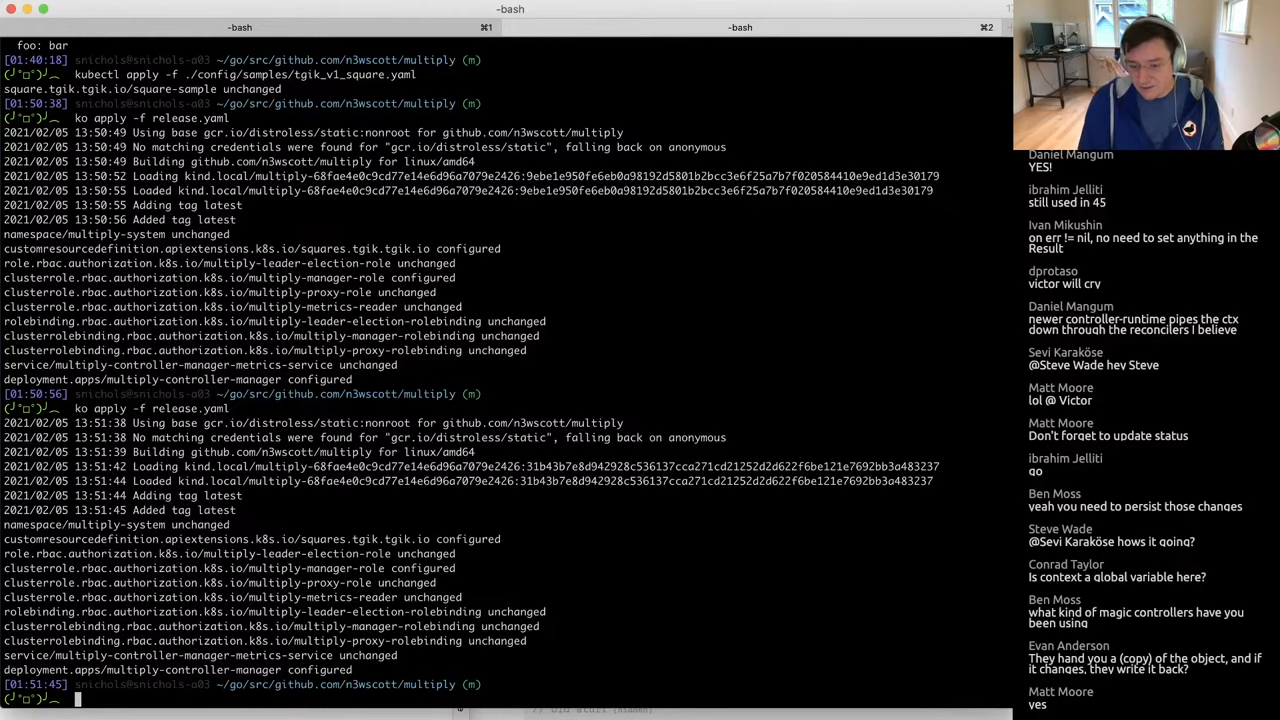 -bash
-bash
⌘1
-bash
⌘2
foo: bar
[01:40:18] snichols@snichols-a03 ~/go/src/github.com/n3wscott/multiply (m)
(╯°□°)╯︵ kubectl apply -f ./config/samples/tgik_v1_square.yaml
square.tgik.tgik.io/square-sample unchanged
[01:50:38] snichols@snichols-a03 ~/go/src/github.com/n3wscott/multiply (m)
(╯°□°)╯︵ ko apply -f release.yaml
2021/02/05 13:50:49 Using base gcr.io/distroless/static:nonroot for github.com/n3wscott/multiply
2021/02/05 13:50:49 No matching credentials were found for "gcr.io/distroless/static", falling back on anonymous
2021/02/05 13:50:49 Building github.com/n3wscott/multiply for linux/amd64
2021/02/05 13:50:52 Loading kind.local/multiply-68fae4e0c9cd77e14e6d96a7079e2426:9ebe1e950fe6eb0a98192d5801b2bcc3e6f25a7b7f020584410e9ed1d3e30179
2021/02/05 13:50:55 Loaded kind.local/multiply-68fae4e0c9cd77e14e6d96a7079e2426:9ebe1e950fe6eb0a98192d5801b2bcc3e6f25a7b7f020584410e9ed1d3e30179
2021/02/05 13:50:55 Adding tag latest
2021/02/05 13:50:56 Added tag latest
namespace/multiply-system unchanged
customresourcedefinition.apiextensions.k8s.io/squares.tgik.tgik.io configured
role.rbac.authorization.k8s.io/multiply-leader-election-role unchanged
clusterrole.rbac.authorization.k8s.io/multiply-manager-role configured
clusterrole.rbac.authorization.k8s.io/multiply-proxy-role unchanged
clusterrole.rbac.authorization.k8s.io/multiply-metrics-reader unchanged
rolebinding.rbac.authorization.k8s.io/multiply-leader-election-rolebinding unchanged
clusterrolebinding.rbac.authorization.k8s.io/multiply-manager-rolebinding unchanged
clusterrolebinding.rbac.authorization.k8s.io/multiply-proxy-rolebinding unchanged
service/multiply-controller-manager-metrics-service unchanged
deployment.apps/multiply-controller-manager configured
[01:50:56] snichols@snichols-a03 ~/go/src/github.com/n3wscott/multiply (m)
(╯°□°)╯︵ ko apply -f release.yaml
2021/02/05 13:51:38 Using base gcr.io/distroless/static:nonroot for github.com/n3wscott/multiply
2021/02/05 13:51:38 No matching credentials were found for "gcr.io/distroless/static", falling back on anonymous
2021/02/05 13:51:39 Building github.com/n3wscott/multiply for linux/amd64
2021/02/05 13:51:42 Loading kind.local/multiply-68fae4e0c9cd77e14e6d96a7079e2426:31b43b7e8d942928c536137cca271cd21252d2d622f6be121e7692bb3a483237
2021/02/05 13:51:44 Loaded kind.local/multiply-68fae4e0c9cd77e14e6d96a7079e2426:31b43b7e8d942928c536137cca271cd21252d2d622f6be121e7692bb3a483237
2021/02/05 13:51:44 Adding tag latest
2021/02/05 13:51:45 Added tag latest
namespace/multiply-system unchanged
customresourcedefinition.apiextensions.k8s.io/squares.tgik.tgik.io configured
role.rbac.authorization.k8s.io/multiply-leader-election-role unchanged
clusterrole.rbac.authorization.k8s.io/multiply-manager-role configured
clusterrole.rbac.authorization.k8s.io/multiply-proxy-role unchanged
clusterrole.rbac.authorization.k8s.io/multiply-metrics-reader unchanged
rolebinding.rbac.authorization.k8s.io/multiply-leader-election-rolebinding unchanged
clusterrolebinding.rbac.authorization.k8s.io/multiply-manager-rolebinding unchanged
clusterrolebinding.rbac.authorization.k8s.io/multiply-proxy-rolebinding unchanged
service/multiply-controller-manager-metrics-service unchanged
deployment.apps/multiply-controller-manager configured
[01:51:45] snichols@snichols-a03 ~/go/src/github.com/n3wscott/multiply (m)
(╯°□°)╯︵
Daniel Mangum
YES!
ibrahim Jelliti
still used in 45
Ivan Mikushin
on err != nil, no need to set anything in the
Result
dprotaso
victor will cry
Daniel Mangum
newer controller-runtime pipes the ctx
down through the reconcilers I believe
Sevi Karaköse
@Steve Wade hey Steve
Matt Moore
lol @ Victor
Matt Moore
Don't forget to update status
ibrahim Jelliti
go
Ben Moss
yeah you need to persist those changes
Steve Wade
@Sevi Karaköse hows it going?
Conrad Taylor
Is context a global variable here?
Ben Moss
what kind of magic controllers have you
been using
Evan Anderson
They hand you a (copy) of the object, and if
it changes, they write it back?
Matt Moore
yes